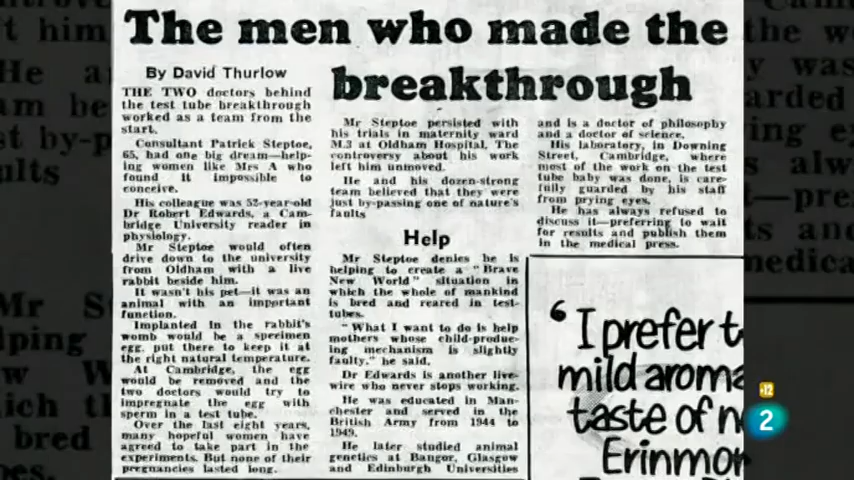 The men who made the
breakthrough
By David Thurlow
THE TWO doctors behind
the test tube breakthrough
worked as a team from the
start.
Consultant Patrick Steptoe,
65, had one big dream—help-
ing women like Mrs A who
found it impossible to
conceive.
His colleague was 52-year-old
Dr Robert Edwards, a Cam-
bridge University reader in
physiology.
Mr Steptoe would often
drive down to the university
from Oldham with a live
rabbit beside him.
It wasn't his pet—it was an
animal with an important
function.
Implanted in the rabbit's
womb would be a specimen
egg, put there to keep it at
the right natural temperature.
At Cambridge, the egg
would be removed and the
two doctors would try to
impregnate the egg with
sperm in a test tube.
Over the last eight years,
many hopeful women have
agreed to take part in the
experiments. But none of their
pregnancies lasted long.
Mr Steptoe persisted with
his trials in maternity ward
M.3 at Oldham Hospital. The
controversy about his work
left him unmoved.
He and his dozen-strong
team believed that they were
just by-passing one of nature's
faults
Help
Mr Steptoe denies he is
helping to create a "Brave
New World" situation in
which the whole of mankind
is bred and reared in test-
tubes.
"What I want to do is help
mothers whose child-produc-
ing mechanism is slightly
faulty," he said.
Dr Edwards is another live-
wire who never stops working.
He was educated in Man-
chester and served in the
British Army from 1944 to
1949.
He later studied animal
genetics at Bangor, Glasgow
and Edinburgh Universities
and is a doctor of philosophy
and a doctor of science.
His laboratory, in Downing
Street, Cambridge, where
most of the work on the test
tube baby was done, is care-
fully guarded by his staff
from prying eyes.
He has always refused to
discuss it—preferring to wait
for results and publish them
in the medical press.
'I prefer t
mild aroma
taste of n
Erinmor
+12
2